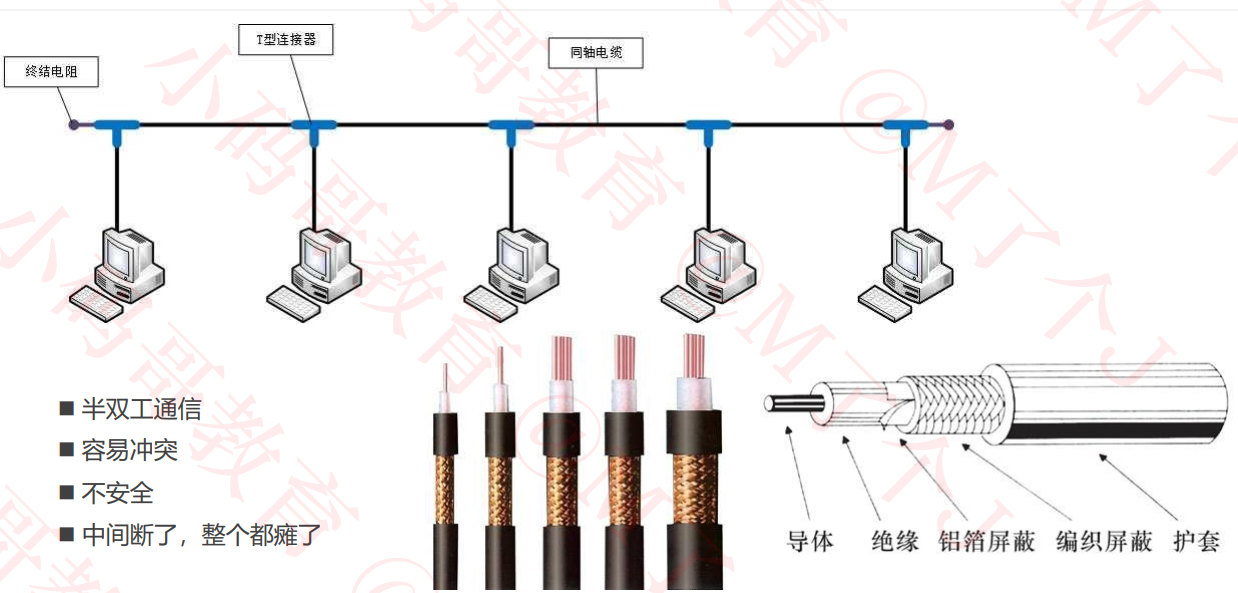 T型连接器
同轴电缆
终结电阻
半双工通信
容易冲突
不安全
中间断了，整个都瘫了
导体 绝缘 铝箔屏蔽 编织屏蔽 护套
小码哥教育 @M了个J